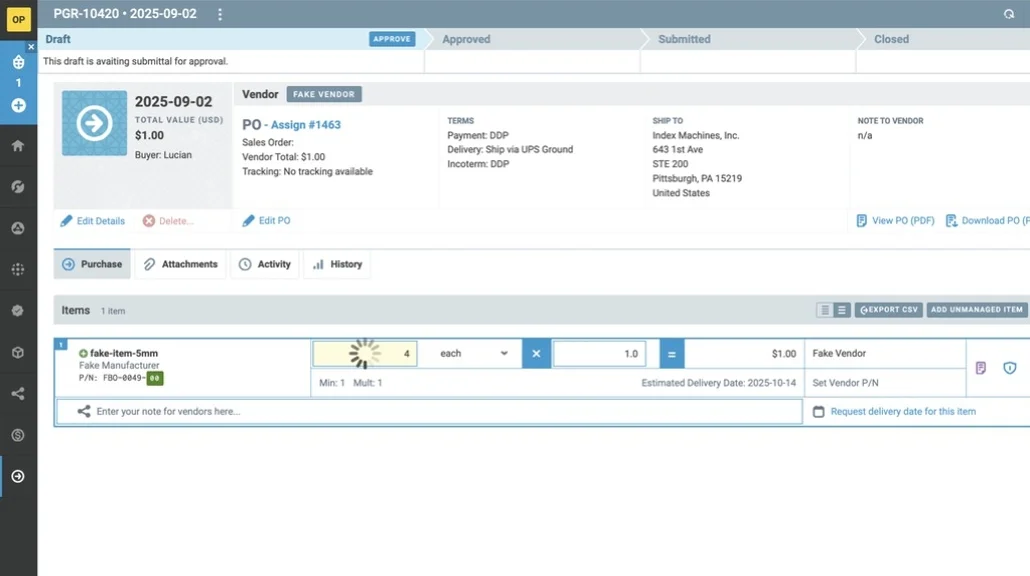 OP
PGR-10420 • 2025-09-02
Draft
APPROVE
Approved
Submitted
Closed
This draft is avaiting submittal for approval.
1
2025-09-02
TOTAL VALUE (USD)
$1.00
Buyer: Lucian
Edit Details
Delete...
Vendor
FAKE VENDOR
PO - Assign #1463
Sales Order:
Vendor Total: $1.00
Tracking: No tracking available
Edit PO
TERMS
Payment: DDP
Delivery: Ship via UPS Ground
Incoterm: DDP
SHIP TO
Index Machines, Inc.
643 1st Ave
STE 200
Pittsburgh, PA 15219
United States
NOTE TO VENDOR
n/a
View PO (PDF)
Download PO (P
Purchase
Attachments
Activity
History
Items
1 item
EXPORT CSV
ADD UNMANAGED ITEM
1
fake-item-5mm
Fake Manufacturer
P/N: FBO-0049-00
4
each
×
1.0
=
$1.00
Fake Vendor
Min: 1 Mult: 1
Estimated Delivery Date: 2025-10-14
Set Vendor P/N
Enter your note for vendors here...
Request delivery date for this item